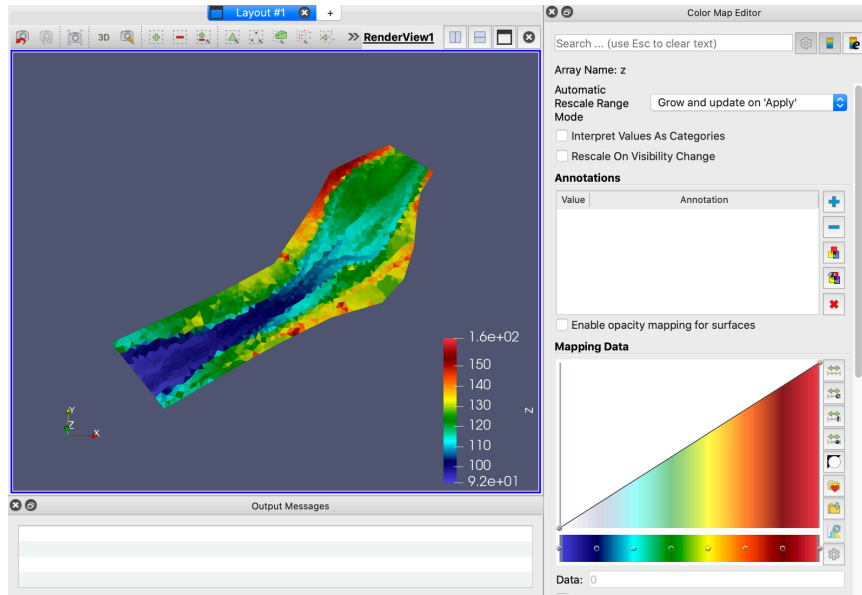 Layout #1
+
Color Map Editor
3D
RenderView1
Search ... (use Esc to clear text)
e
Array Name: z
Automatic
Rescale Range
Mode
Grow and update on 'Apply'
Interpret Values As Categories
Rescale On Visibility Change
Annotations
Value Annotation
Enable opacity mapping for surfaces
Mapping Data
1.6e+02
150
140
130
120
110
100
9.2e+01
z
Y
Z
X
Output Messages
Data: 0